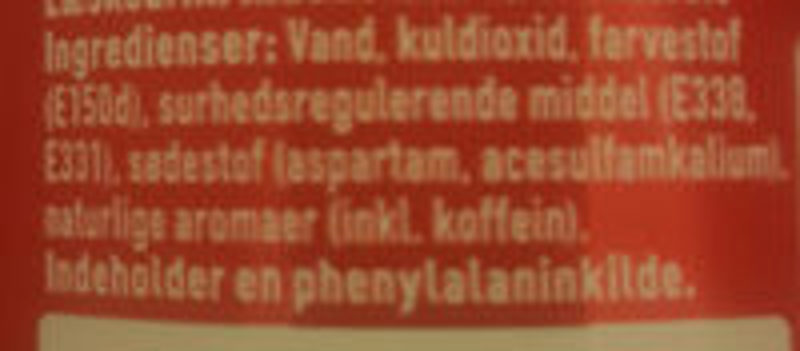 Ingredienser: Vand, kuldioxid, farvestof
(E150d), surhedsregulerende middel (E338,
E331), sødestof (aspartam, acesulfamkalium),
naturlige aromaer (inkl. koffein).
Indeholder en phenylalaninkilde.